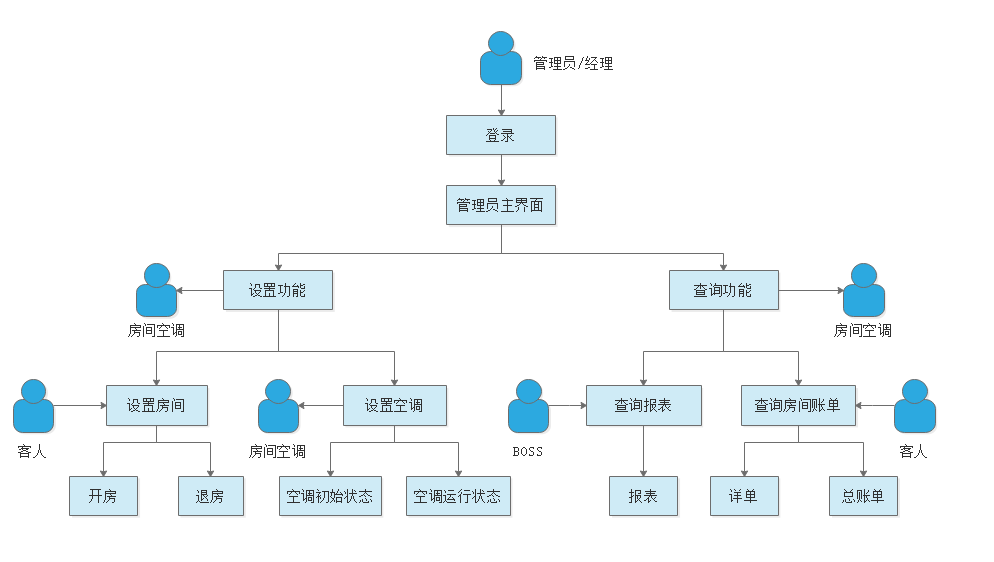 管理员/经理
登录
管理员主界面
设置功能
查询功能
房间空调
房间空调
设置房间
设置空调
查询报表
查询房间账单
客人
房间空调
BOSS
客人
开房
退房
空调初始状态
空调运行状态
报表
详单
总账单